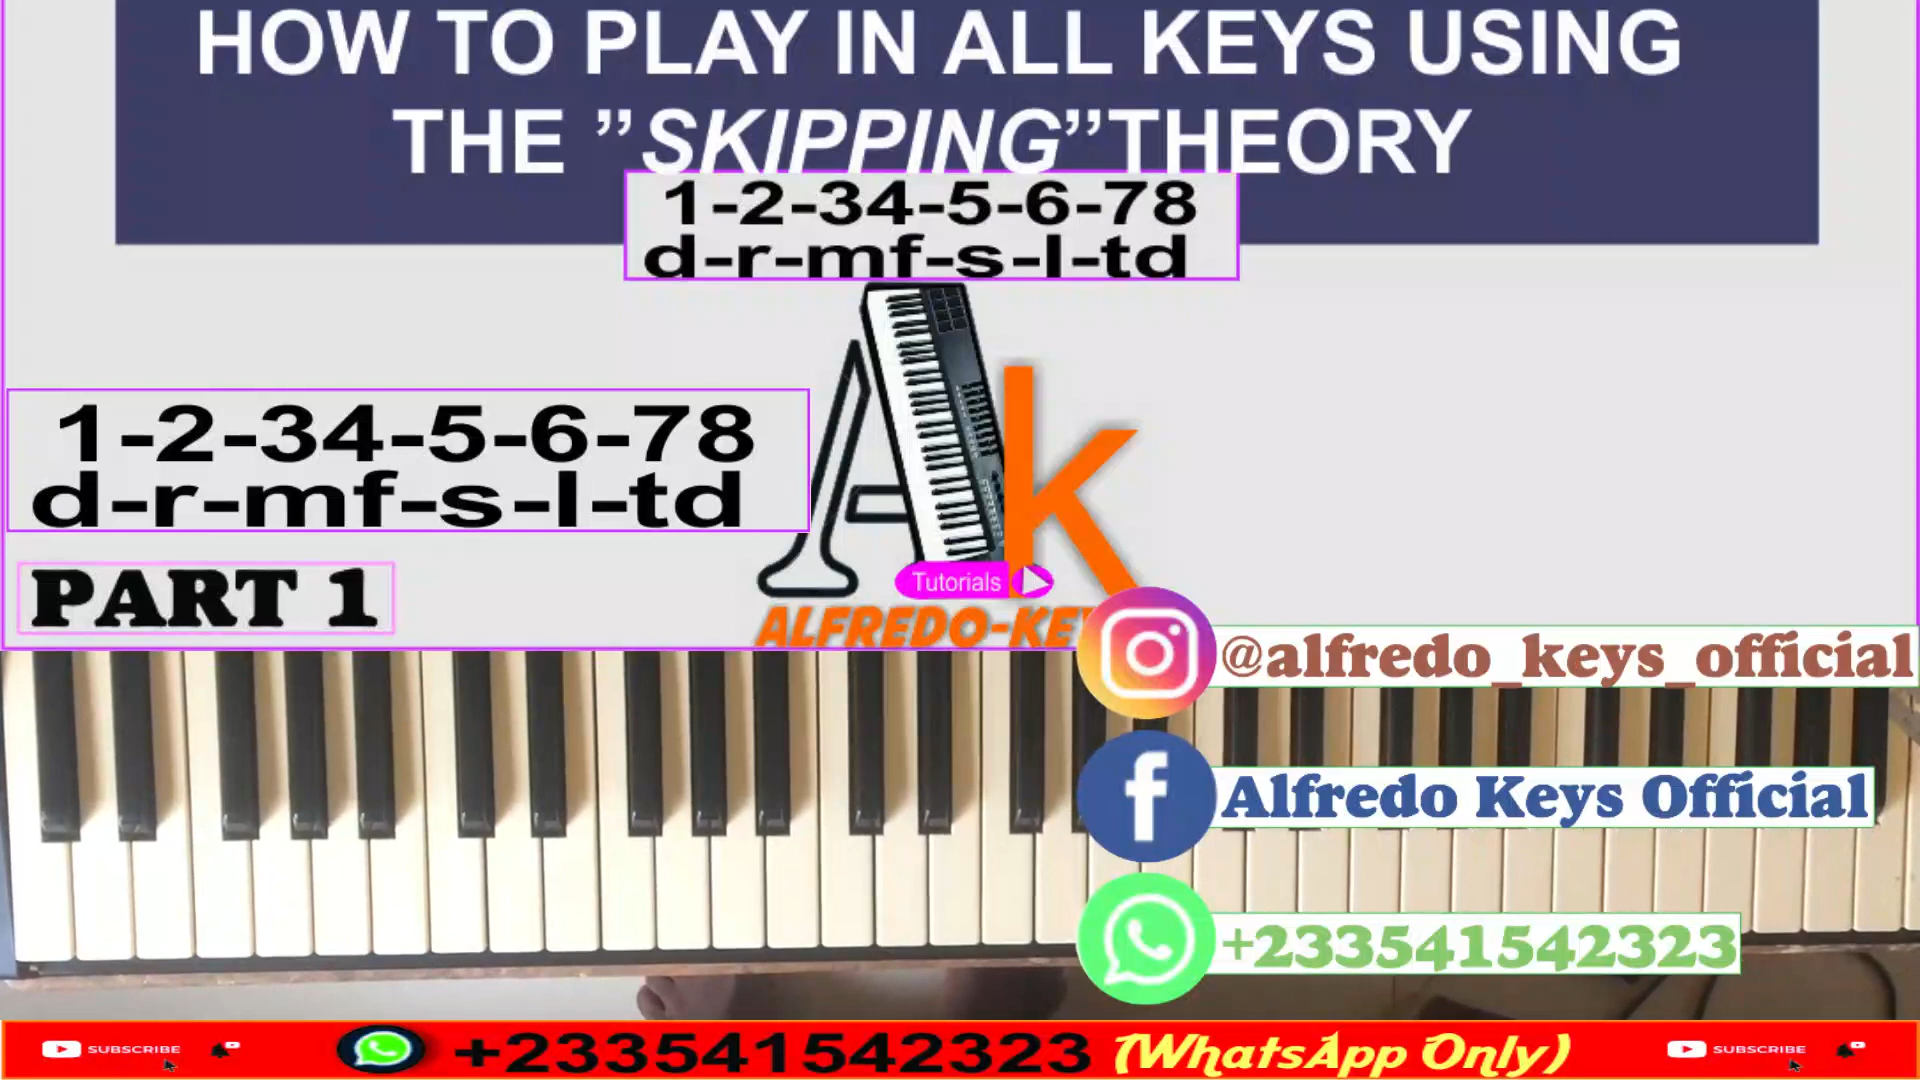 HOW TO PLAY IN ALL KEYS USING
THE ”SKIPPING”THEORY
1-2-34-5-6-78
d-r-mf-s-l-td
1-2-34-5-6-78
d-r-mf-s-l-td
PART 1
k
Tutorials
ALFREDO-KEY
@alfredo_keys_official
Alfredo Keys Official
+233541542323
SUBSCRIBE
+233541542323 (WhatsApp Only)
SUBSCRIBE